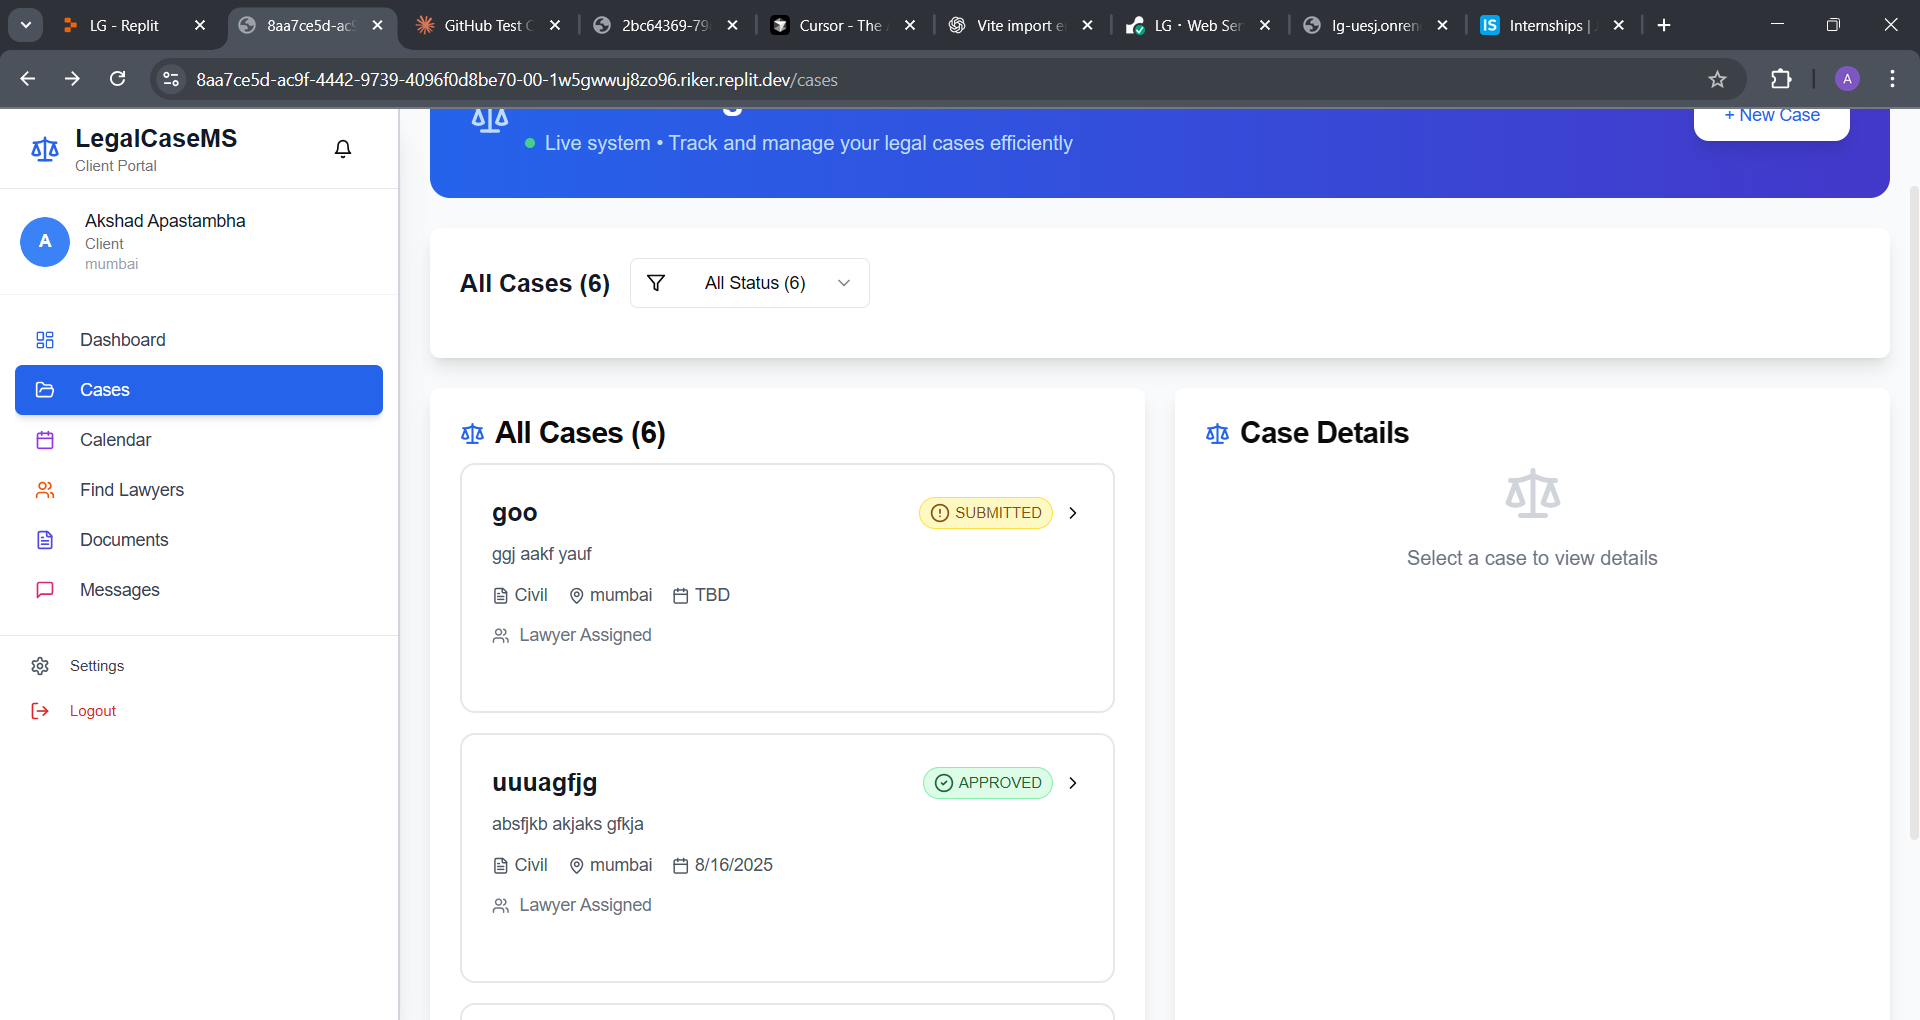 LG - Replit
8aa7ce5d-ac9
GitHub Test C
2bc64369-79
Cursor - The
Vite import e
LG · Web Ser
lg-uesj.onren
IS Internships |
8aa7ce5d-ac9f-4442-9739-4096f0d8be70-00-1w5gwwuj8zo96.riker.replit.dev/cases
A
LegalCaseMS
Client Portal
A
Akshad Apastambha
Client
mumbai
Dashboard
Cases
Calendar
Find Lawyers
Documents
Messages
Settings
Logout
Live system • Track and manage your legal cases efficiently
+ New Case
All Cases (6)
All Status (6)
All Cases (6)
goo
SUBMITTED
ggj aakf yauf
Civil mumbai TBD
Lawyer Assigned
uuuagfjg
APPROVED
absfjkb akjaks gfkja
Civil mumbai 8/16/2025
Lawyer Assigned
Case Details
Select a case to view details